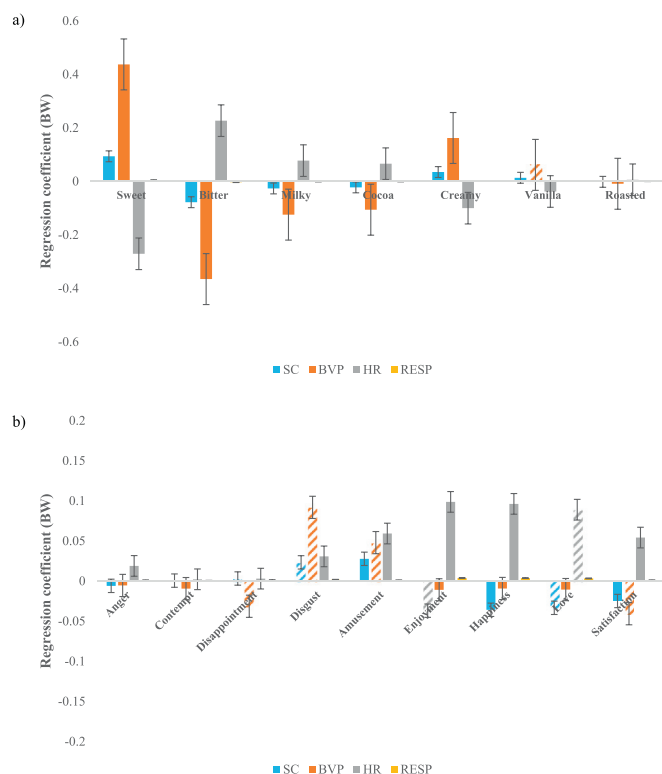 a)
Regression coefficient (BW)
0.6
0.4
0.2
0
-0.2
-0.4
-0.6
Sweet Bitter Milky Cocoa Creamy Vanilla Roasted
SC BVP HR RESP
b)
Regression coefficient (BW)
0.2
0.15
0.1
0.05
0
-0.05
-0.1
-0.15
-0.2
Anger Contempt Disappointment Disgust Amusement Enjoyment Happiness Love Satisfaction
SC BVP HR RESP